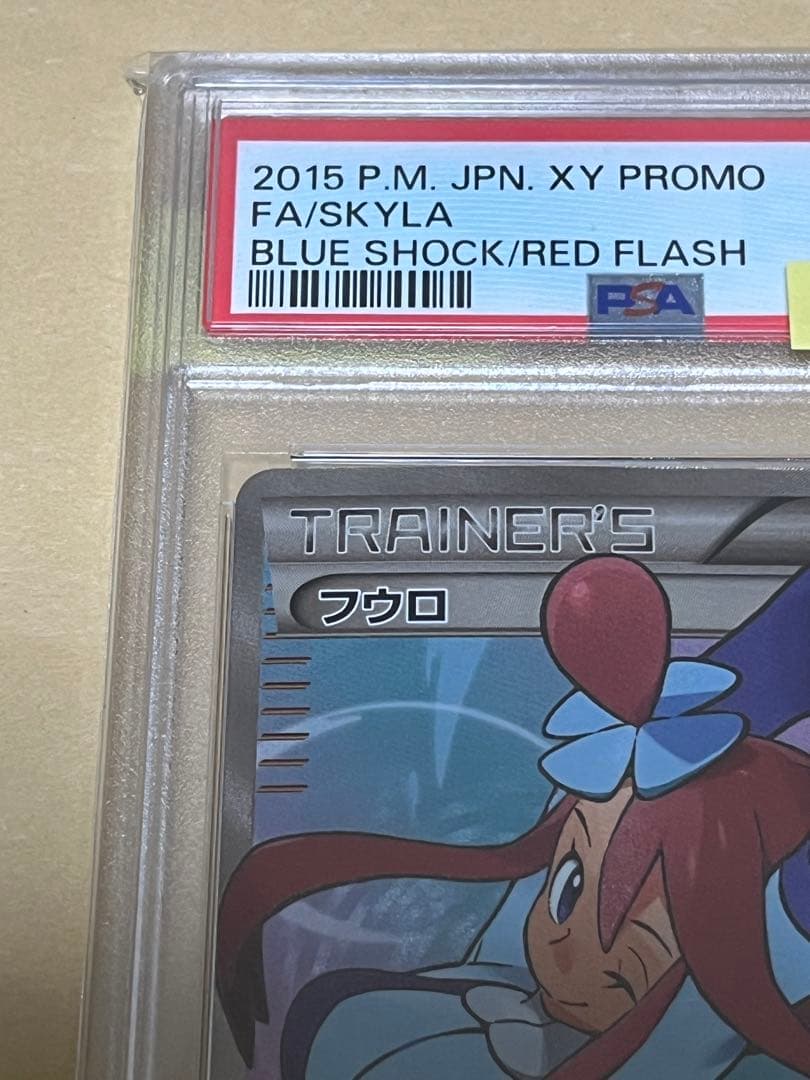 2015 P.M. JPN. XY PROMO
FA/SKYLA
BLUE SHOCK/RED FLASH
PSA
TRAINER'S
フウロ